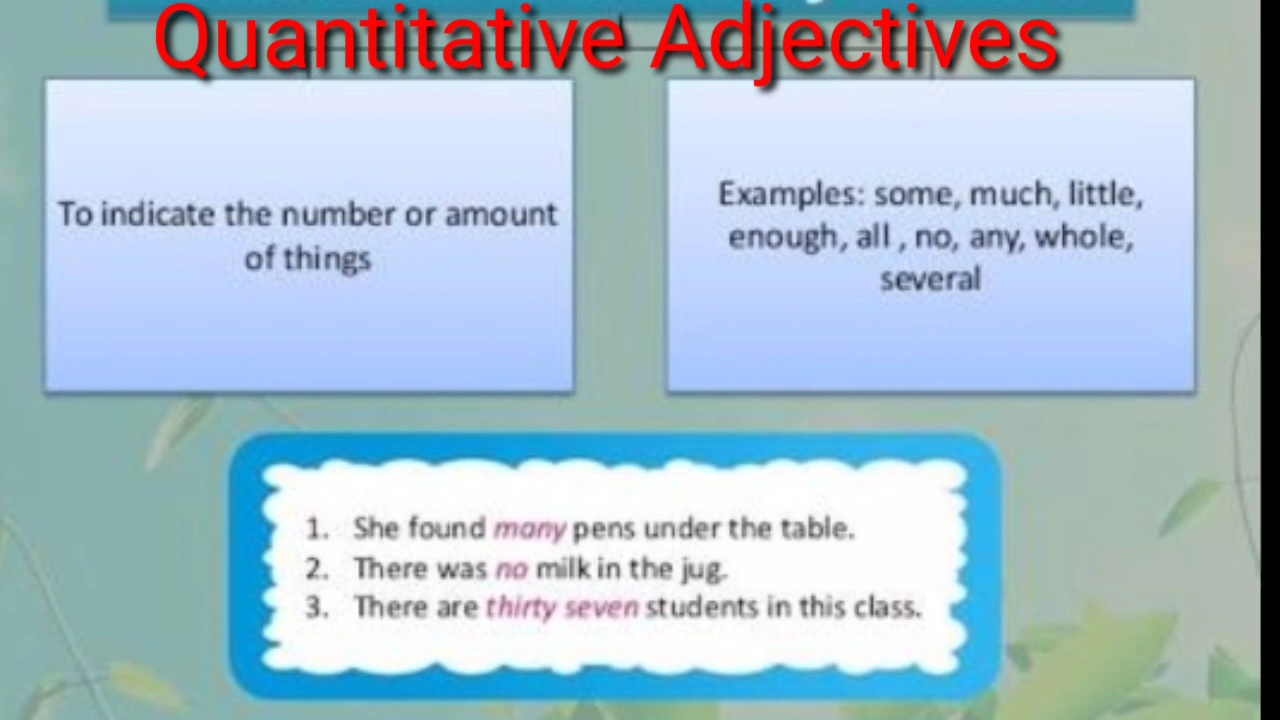 Quantitative Adjectives
To indicate the number or amount
of things
Examples: some, much, little,
enough, all , no, any, whole,
several
1. She found many pens under the table.
2. There was no milk in the jug.
3. There are thirty seven students in this class.